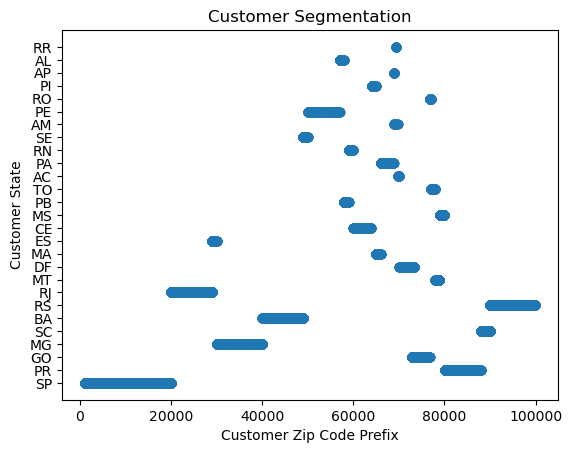 Customer Segmentation
Customer State
RR
AL
AP
PI
RO
PE
AM
SE
RN
PA
AC
TO
PB
MS
CE
ES
MA
DF
MT
RJ
RS
BA
SC
MG
GO
PR
SP
0 20000 40000 60000 80000 100000
Customer Zip Code Prefix